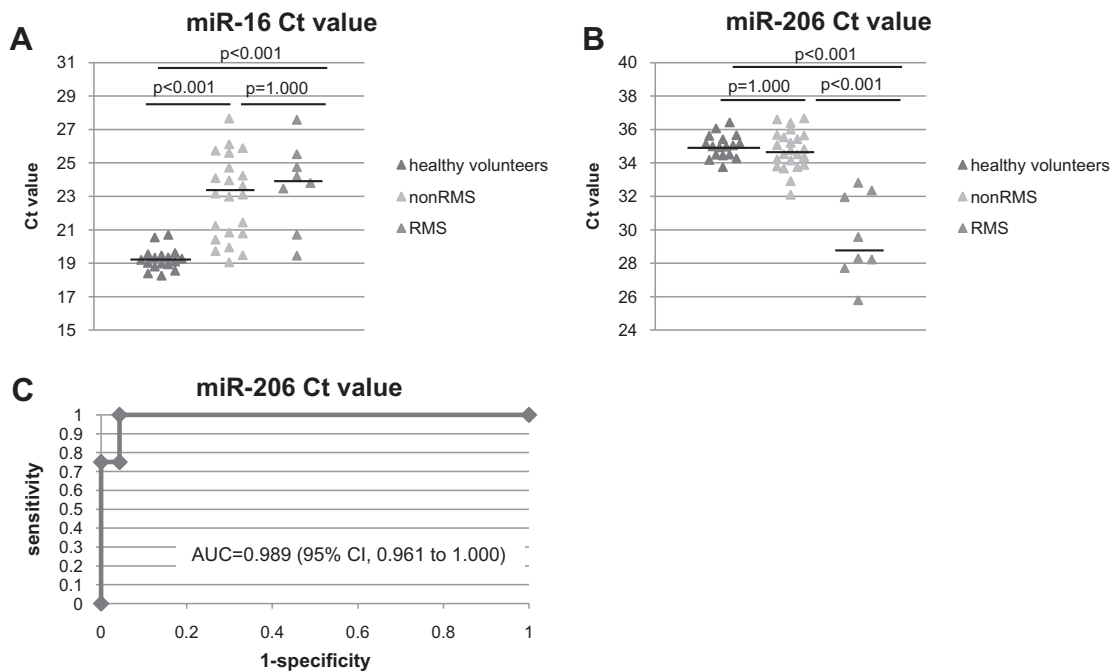 A
miR-16 Ct value
p<0.001
p<0.001
p=1.000
31
29
27
25
23
21
19
17
15
Ct value
healthy volunteers
nonRMS
RMS
B
miR-206 Ct value
p<0.001
p=1.000
p<0.001
40
38
36
34
32
30
28
26
24
Ct value
healthy volunteers
nonRMS
RMS
C
miR-206 Ct value
1
0.9
0.8
0.7
0.6
0.5
0.4
0.3
0.2
0.1
0
sensitivity
AUC=0.989 (95% CI, 0.961 to 1.000)
0 0.2 0.4 0.6 0.8 1
1-specificity